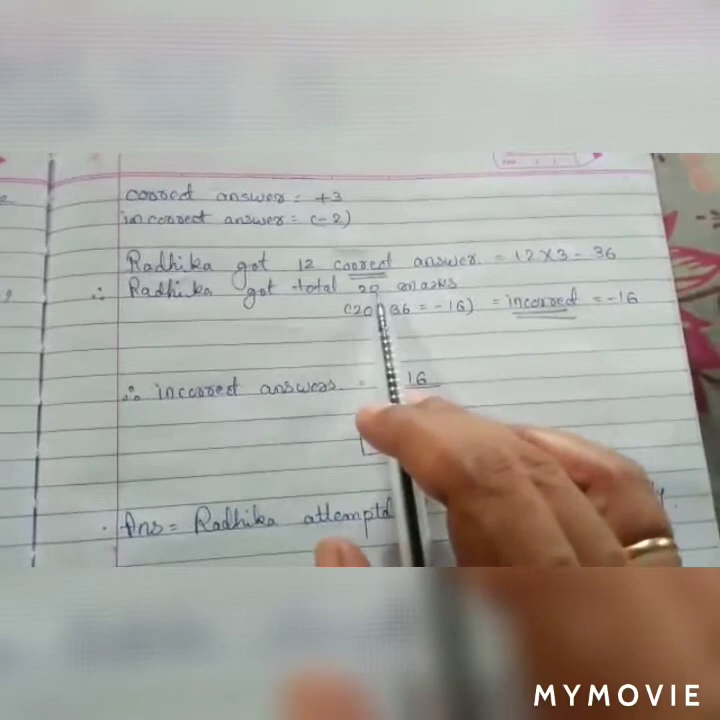 correct answer = +3
incorrect answer = (-2)
Radhika got 12 correct answer = 12 x 3 = 36
∴ Radhika got total 20 marks
(20 36 = -16) = incorrect = -16
∴ incorrect answers = 16
Ans = Radhika attemptd
MYMOVIE